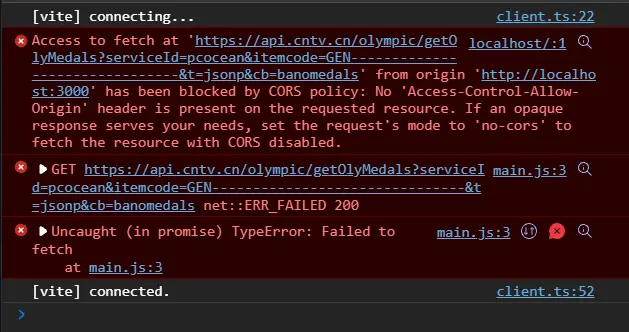 [vite] connecting... client.ts:22
Access to fetch at 'https://api.cntv.cn/olympic/getO localhost/:1
lyMedals?serviceId=pcocean&itemcode=GEN--------------
--------------------&t=jsonp&cb=banomedals' from origin 'http://localho
st:3000' has been blocked by CORS policy: No 'Access-Control-Allow-
Origin' header is present on the requested resource. If an opaque
response serves your needs, set the request's mode to 'no-cors' to
fetch the resource with CORS disabled.
GET https://api.cntv.cn/olympic/getOlyMedals?serviceI main.js:3
d=pcocean&itemcode=GEN--------------------------------&t
=jsonp&cb=banomedals net::ERR_FAILED 200
Uncaught (in promise) TypeError: Failed to main.js:3
fetch
at main.js:3
[vite] connected. client.ts:52